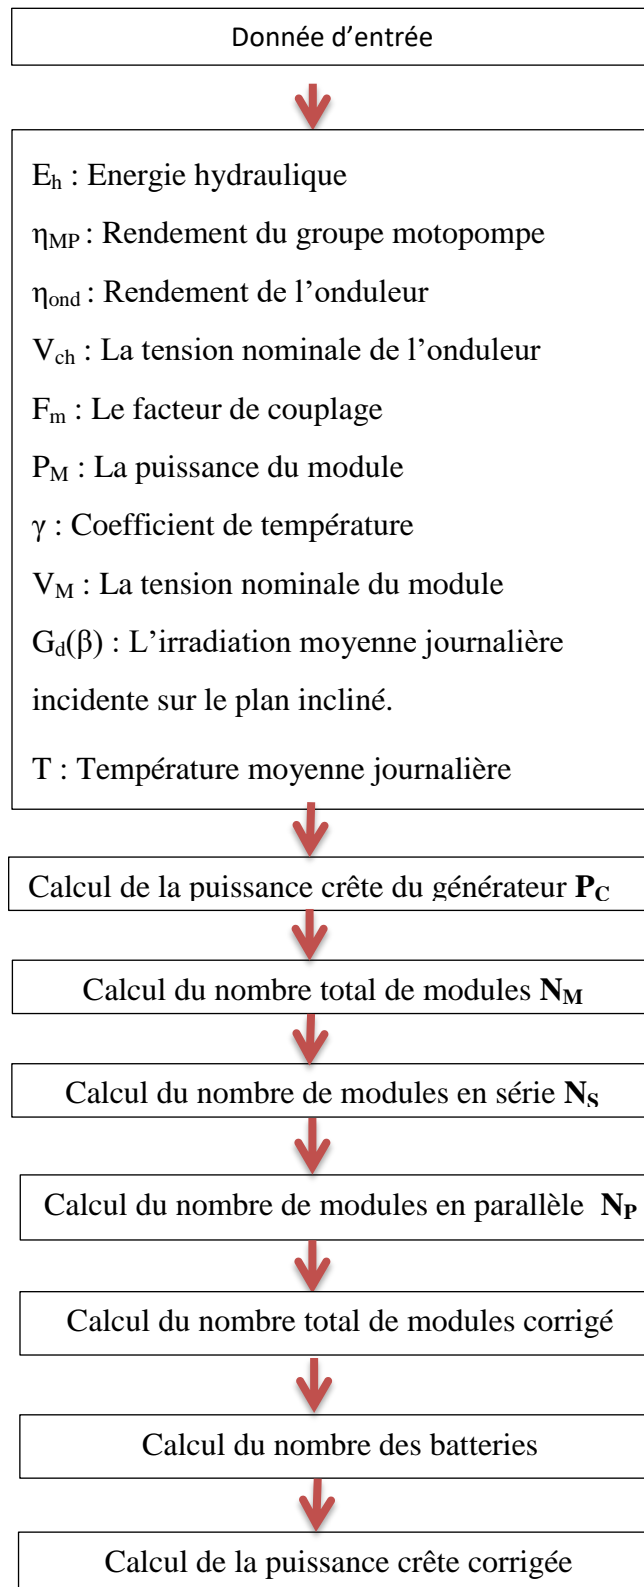 Donnée d’entrée
Eh : Energie hydraulique
ηMP : Rendement du groupe motopompe
ηond : Rendement de l’onduleur
Vch : La tension nominale de l’onduleur
Fm : Le facteur de couplage
PM : La puissance du module
γ : Coefficient de température
VM : La tension nominale du module
Gd(β) : L’irradiation moyenne journalière
incidente sur le plan incliné.
T : Température moyenne journalière
Calcul de la puissance crête du générateur PC
Calcul du nombre total de modules NM
Calcul du nombre de modules en série NS
Calcul du nombre de modules en parallèle NP
Calcul du nombre total de modules corrigé
Calcul du nombre des batteries
Calcul de la puissance crête corrigée